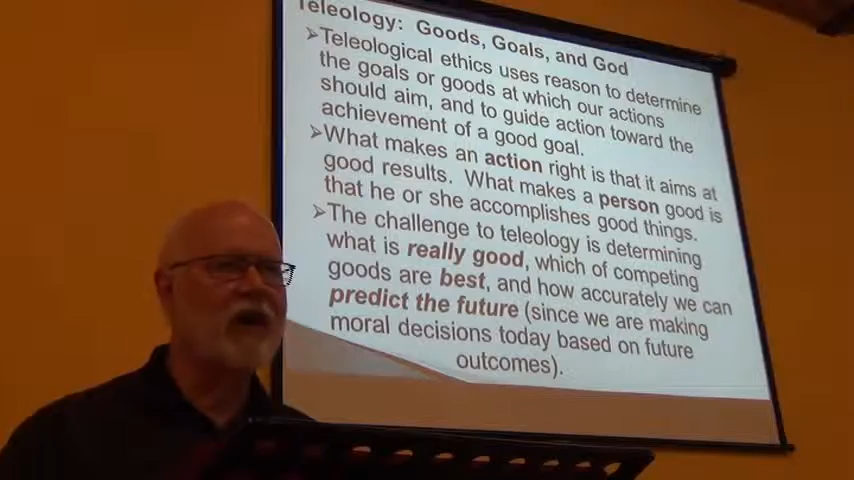 Teleology: Goods, Goals, and God
➢Teleological ethics uses reason to determine
the goals or goods at which our actions
should aim, and to guide action toward the
achievement of a good goal.
➢What makes an action right is that it aims at
good results. What makes a person good is
that he or she accomplishes good things.
➢The challenge to teleology is determining
what is really good, which of competing
goods are best, and how accurately we can
predict the future (since we are making
moral decisions today based on future
outcomes).